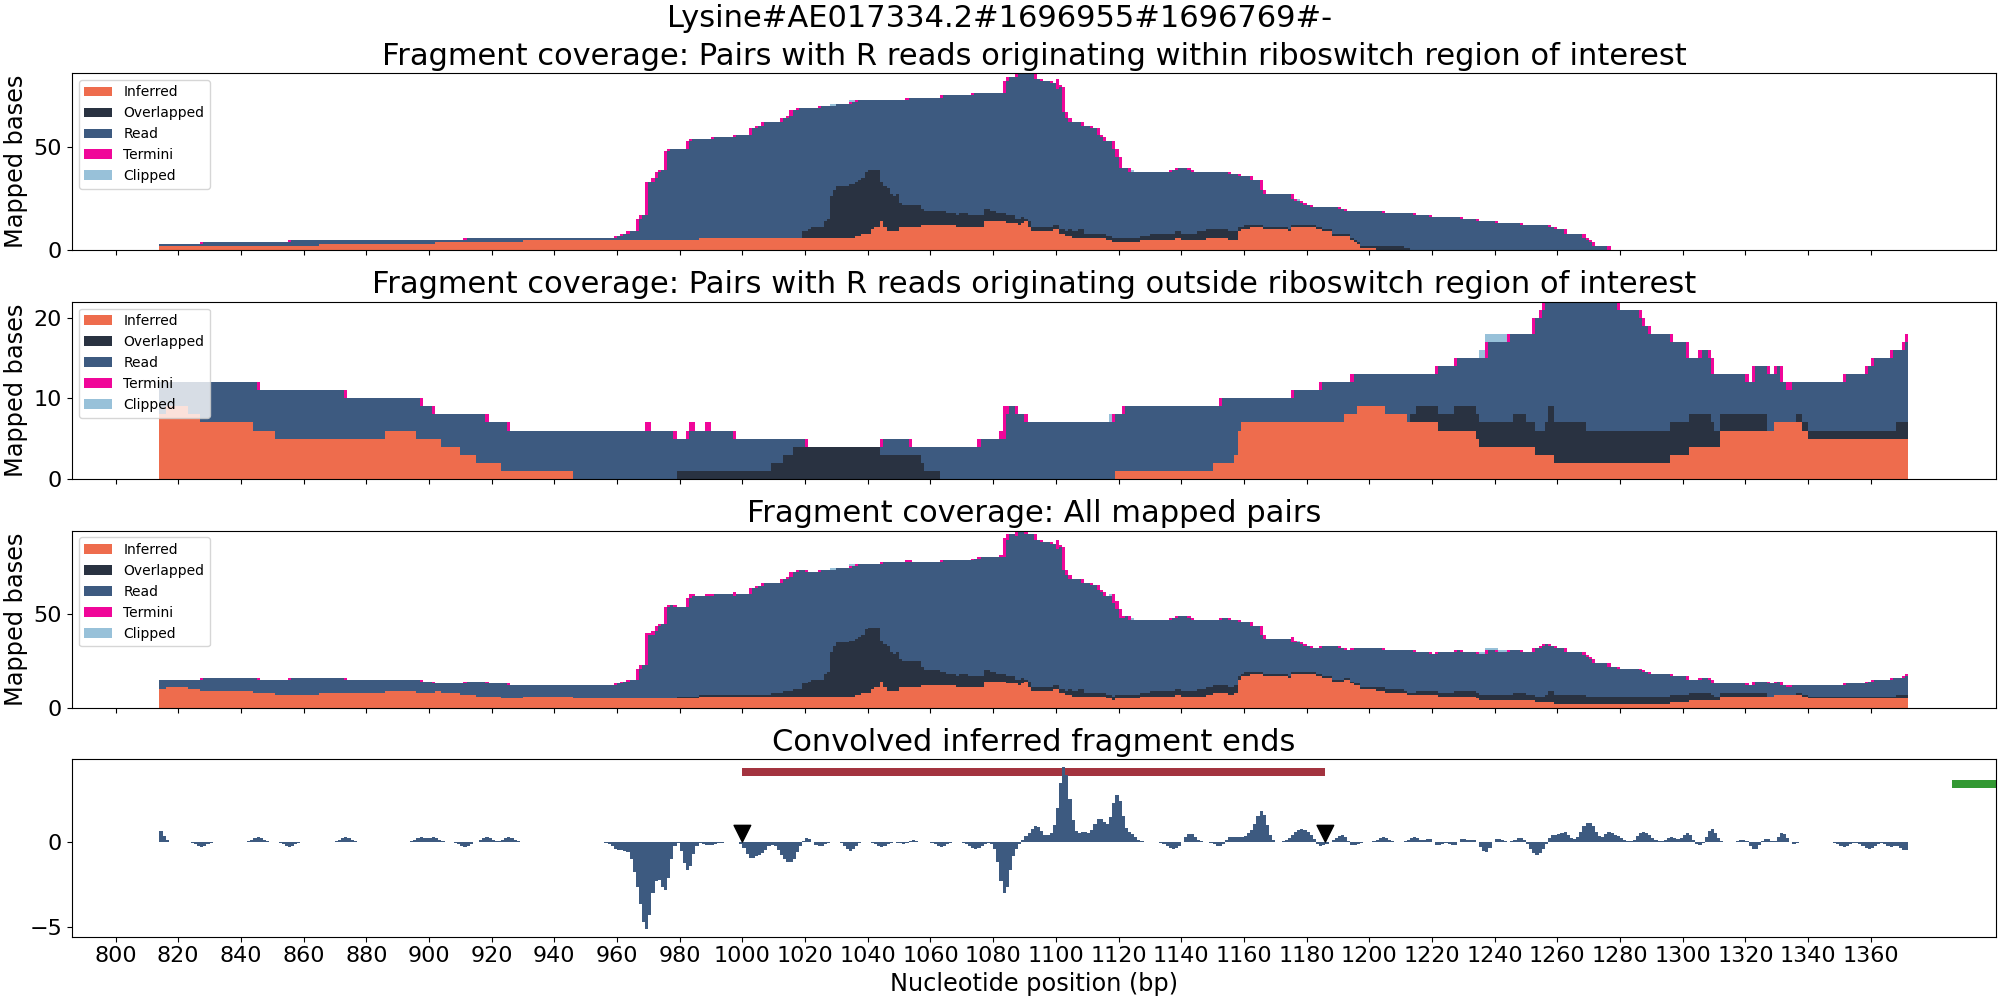 Lysine#AE017334.2#1696955#1696769#-
Fragment coverage: Pairs with R reads originating within riboswitch region of interest
Mapped bases
50
0
Inferred
Overlapped
Read
Termini
Clipped
Fragment coverage: Pairs with R reads originating outside riboswitch region of interest
Mapped bases
20
10
0
Inferred
Overlapped
Read
Termini
Clipped
Fragment coverage: All mapped pairs
Mapped bases
50
0
Inferred
Overlapped
Read
Termini
Clipped
Convolved inferred fragment ends
0
−5
800 820 840 860 880 900 920 940 960 980 1000 1020 1040 1060 1080 1100 1120 1140 1160 1180 1200 1220 1240 1260 1280 1300 1320 1340 1360
Nucleotide position (bp)